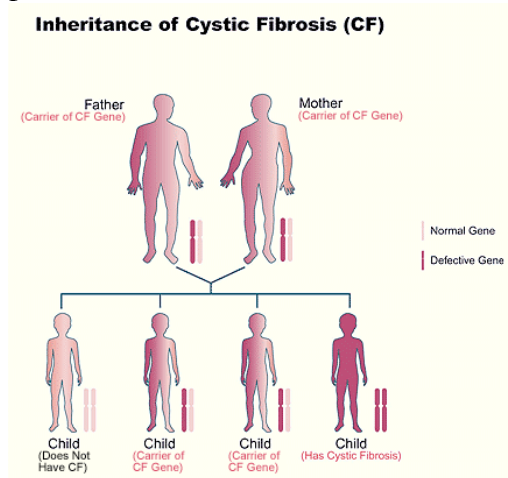 Inheritance of Cystic Fibrosis (CF)
Father
(Carrier of CF Gene)
Mother
(Carrier of CF Gene)
Normal Gene
Defective Gene
Child
(Does Not
Have CF)
Child
(Carrier of
CF Gene)
Child
(Carrier of
CF Gene)
Child
(Has Cystic Fibrosis)